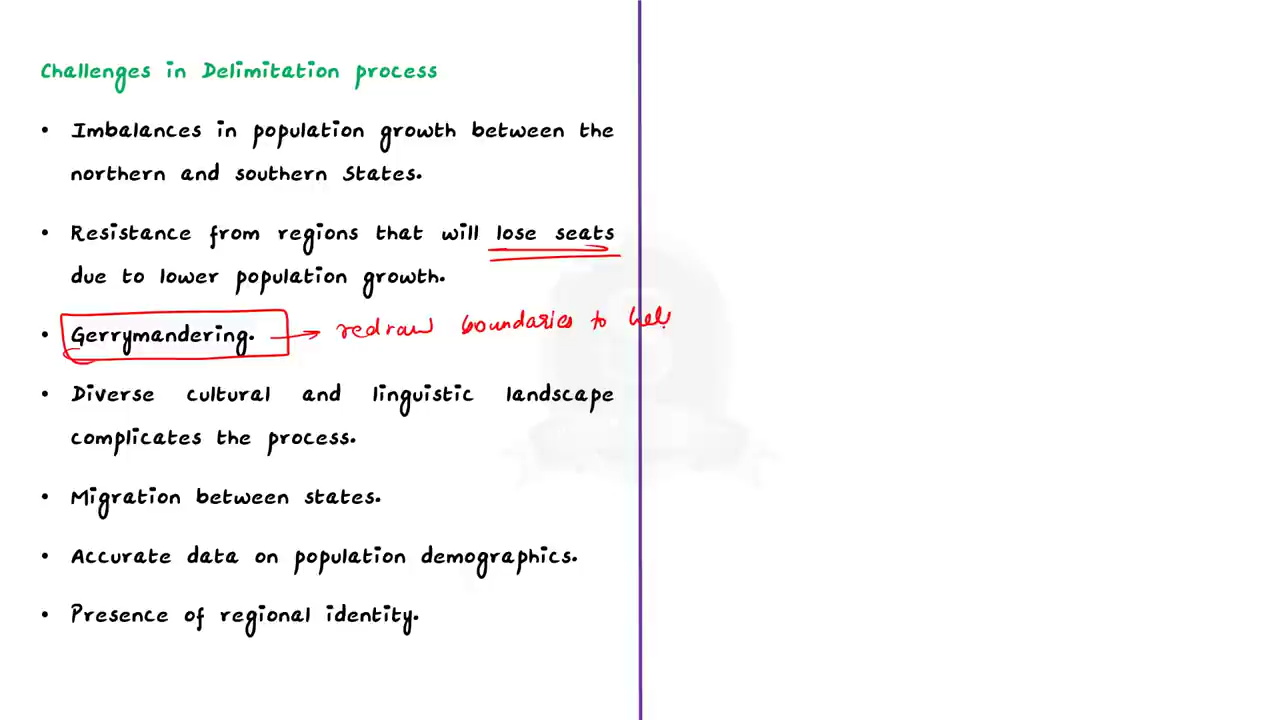 Challenges in Delimitation process
• Imbalances in population growth between the
northern and southern States.
• Resistance from regions that will lose seats
due to lower population growth.
• Gerrymandering. → redraw boundaries to
• Diverse cultural and linguistic landscape
complicates the process.
• Migration between states.
• Accurate data on population demographics.
• Presence of regional identity.